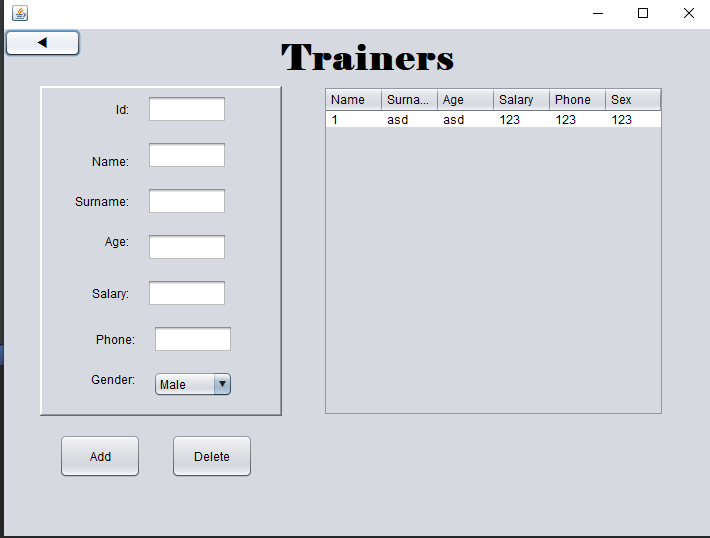 Trainers
Id:
Name:
Surname:
Age:
Salary:
Phone:
Gender: Male
Add Delete
Name Surna... Age Salary Phone Sex
1 asd asd 123 123 123